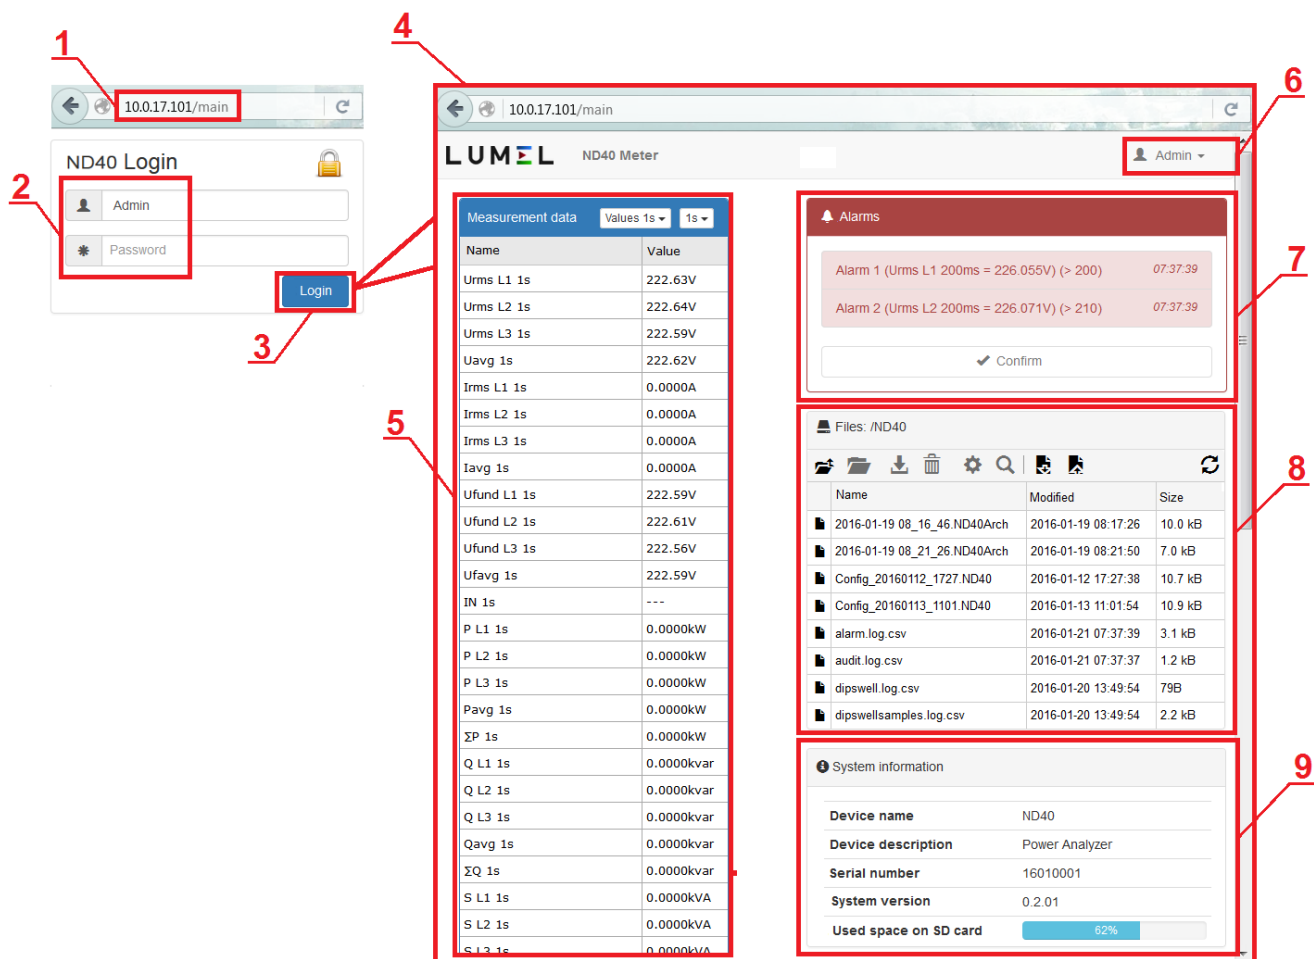 1
10.0.17.101/main
ND40 Login
2
Admin
Password
Login
3
4
10.0.17.101/main
LUMEL ND40 Meter
Admin
6
5
Measurement data Values 1s 1s
Name Value
Urms L1 1s 222.63V
Urms L2 1s 222.64V
Urms L3 1s 222.59V
Uavg 1s 222.62V
Irms L1 1s 0.0000A
Irms L2 1s 0.0000A
Irms L3 1s 0.0000A
Iavg 1s 0.0000A
Ufund L1 1s 222.59V
Ufund L2 1s 222.61V
Ufund L3 1s 222.56V
Ufavg 1s 222.59V
IN 1s ---
P L1 1s 0.0000kW
P L2 1s 0.0000kW
P L3 1s 0.0000kW
Pavg 1s 0.0000kW
ΣP 1s 0.0000kW
Q L1 1s 0.0000kvar
Q L2 1s 0.0000kvar
Q L3 1s 0.0000kvar
Qavg 1s 0.0000kvar
ΣQ 1s 0.0000kvar
S L1 1s 0.0000kVA
S L2 1s 0.0000kVA
S L3 1s 0.0000kVA
Alarms
Alarm 1 (Urms L1 200ms = 226.055V) (> 200) 07:37:39
Alarm 2 (Urms L2 200ms = 226.071V) (> 210) 07:37:39
Confirm
7
Files: /ND40
Name Modified Size
2016-01-19 08_16_46.ND40Arch 2016-01-19 08:17:26 10.0 kB
2016-01-19 08_21_26.ND40Arch 2016-01-19 08:21:50 7.0 kB
Config_20160112_1727.ND40 2016-01-12 17:27:38 10.7 kB
Config_20160113_1101.ND40 2016-01-13 11:01:54 10.9 kB
alarm.log.csv 2016-01-21 07:37:39 3.1 kB
audit.log.csv 2016-01-21 07:37:37 1.2 kB
dipswell.log.csv 2016-01-20 13:49:54 79B
dipswellsamples.log.csv 2016-01-20 13:49:54 2.2 kB
8
System information
Device name ND40
Device description Power Analyzer
Serial number 16010001
System version 0.2.01
Used space on SD card 62%
9